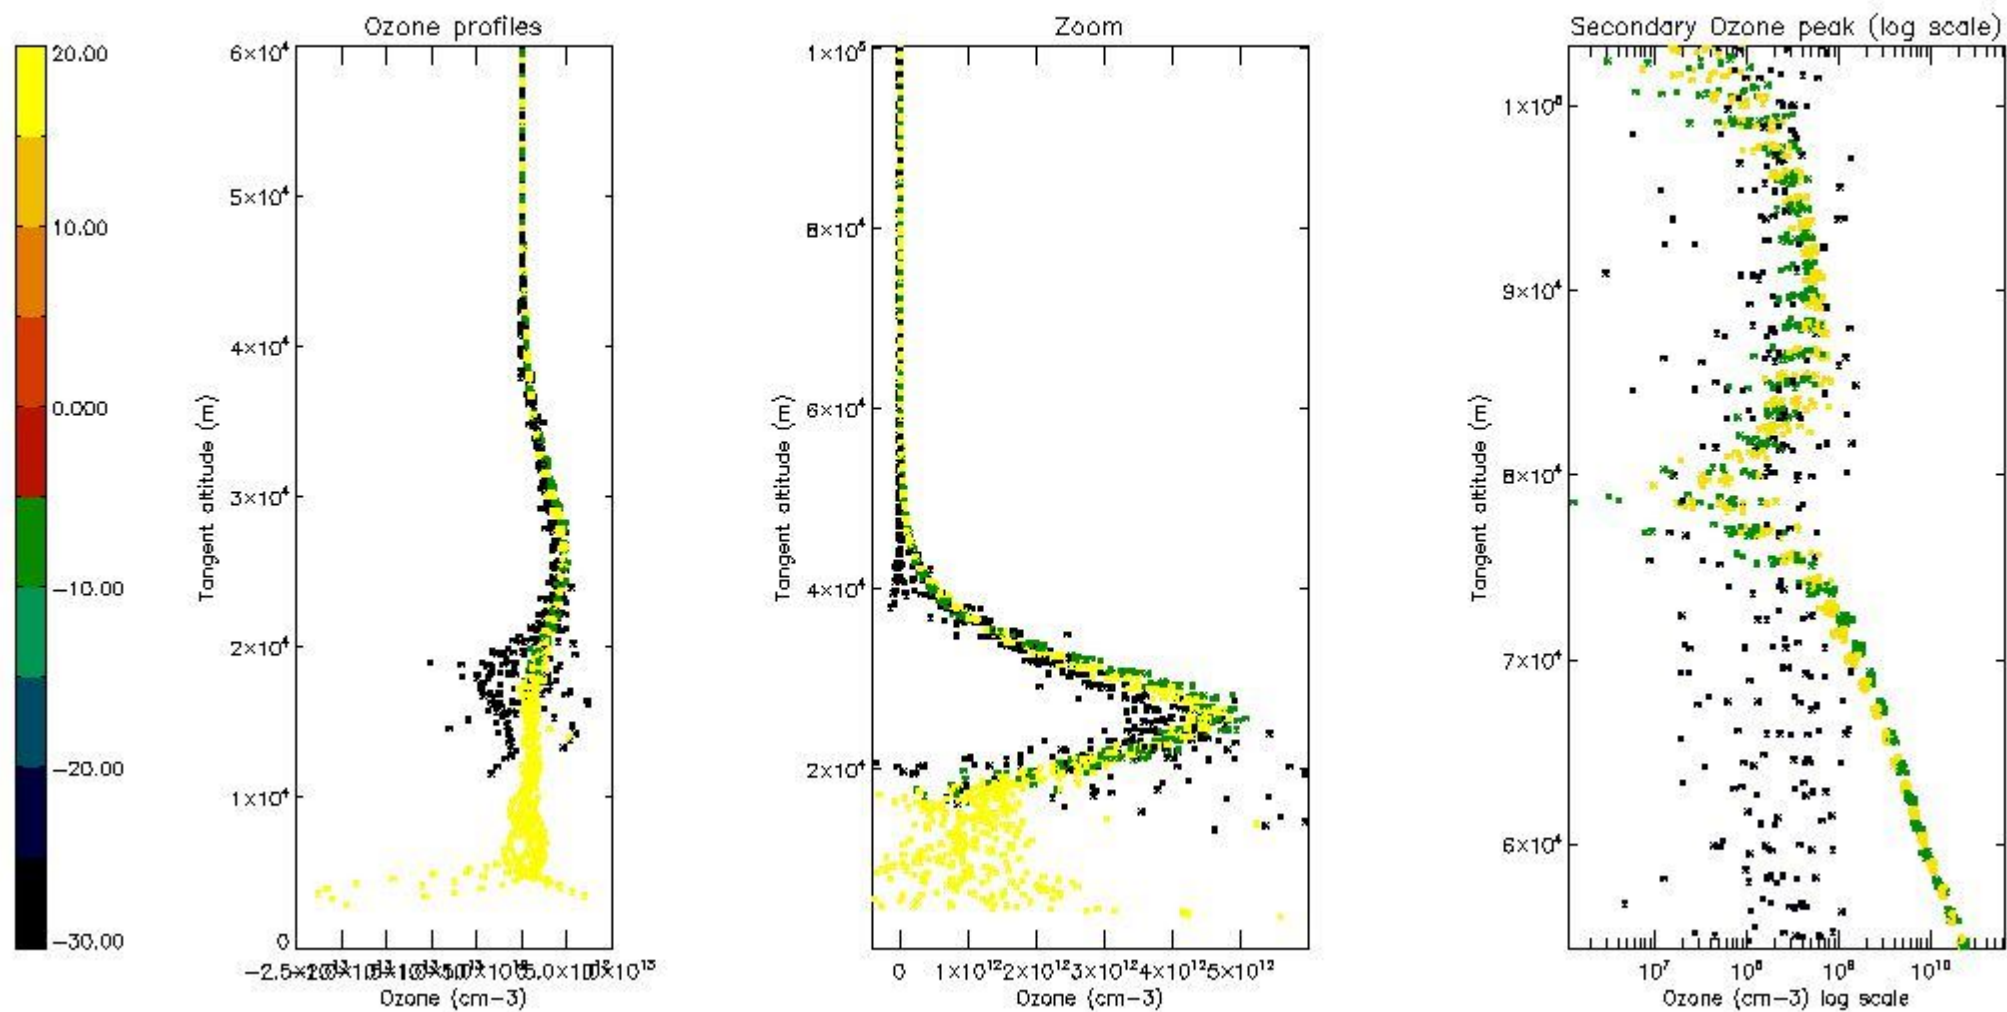 Ozone profiles
Zoom
Secondary Ozone peak (log scale)
20.00
10.00
0.000
−10.00
−20.00
−30.00
Tangent altitude (m)
6×10⁴
5×10⁴
4×10⁴
3×10⁴
2×10⁴
1×10⁴
0
Ozone (cm−3)
Tangent altitude (m)
1×10⁵
8×10⁴
6×10⁴
4×10⁴
2×10⁴
0 1×10¹² 2×10¹² 3×10¹² 4×10¹² 5×10¹²
Ozone (cm−3)
Tangent altitude (m)
1×10⁵
9×10⁴
8×10⁴
7×10⁴
6×10⁴
10⁷ 10⁸ 10⁹ 10¹⁰
Ozone (cm−3) log scale